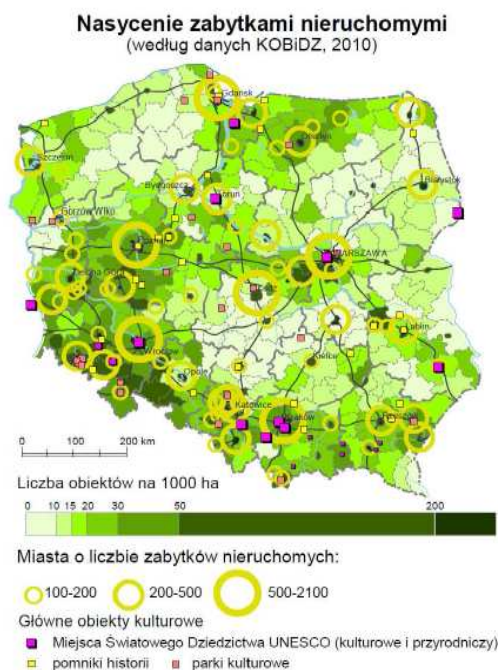 Nasycenie zabytkami nieruchomymi
(według danych KOBiDZ, 2010)
Gdańsk
Szczecin
Bydgoszcz
Toruń
Białystok
Gorzów Wlkp
WARSZAWA
Zielona Góra
Lublin
Wrocław
Kielce
Opole
Katowice
Kraków
Rzeszów
0 100 200 km
Liczba obiektów na 1000 ha
0 10 15 20 30 50 200
Miasta o liczbie zabytków nieruchomych:
100-200 200-500 500-2100
Główne obiekty kulturowe
Miejsca Światowego Dziedzictwa UNESCO (kulturowe i przyrodniczy)
pomniki historii parki kulturowe